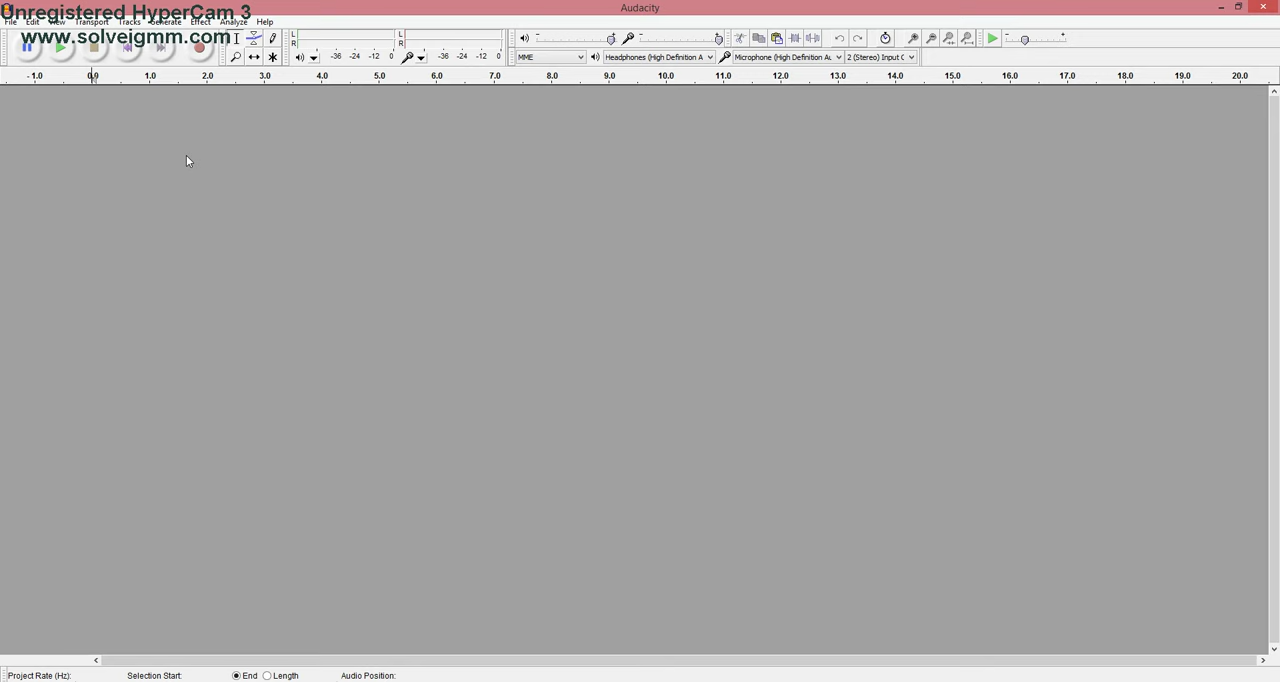 Audacity
Unregistered HyperCam 3
File Edit View Transport Tracks Generate Effect Analyze Help
www.solveigmm.com
L
R
L
R
-36 -24 -12 0
-36 -24 -12 0
MME
Headphones (High Definition A
Microphone (High Definition Au
2 (Stereo) Input C
- 1.0 0.0 1.0 2.0 3.0 4.0 5.0 6.0 7.0 8.0 9.0 10.0 11.0 12.0 13.0 14.0 15.0 16.0 17.0 18.0 19.0 20.0
Project Rate (Hz): Selection Start: End Length Audio Position: